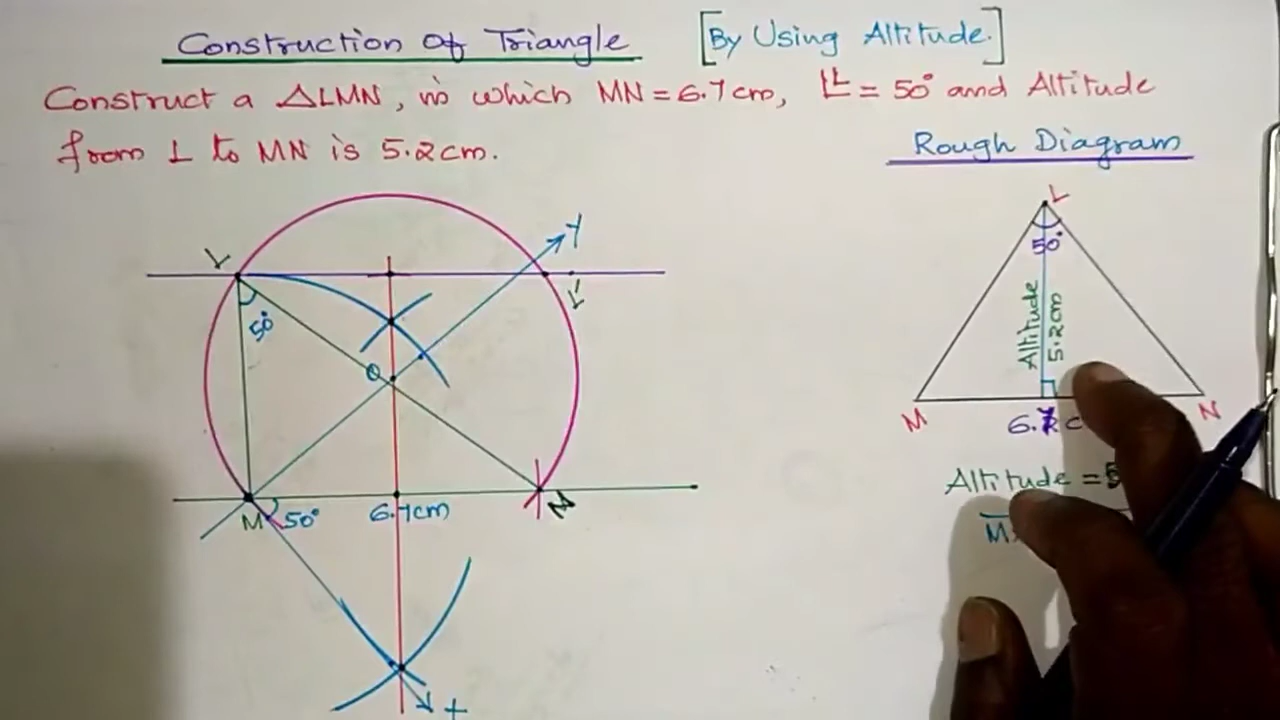 Construction Of Triangle [By Using Altitude.]
Construct a ΔLMN, in which MN = 6.7 cm, ∠L = 50° and Altitude
from L to MN is 5.2 cm.
Rough Diagram
L
50°
Altitude
5.2cm
M
N
Altitude =
L
Y
L'
50°
O
M
50°
6.7cm
N
X